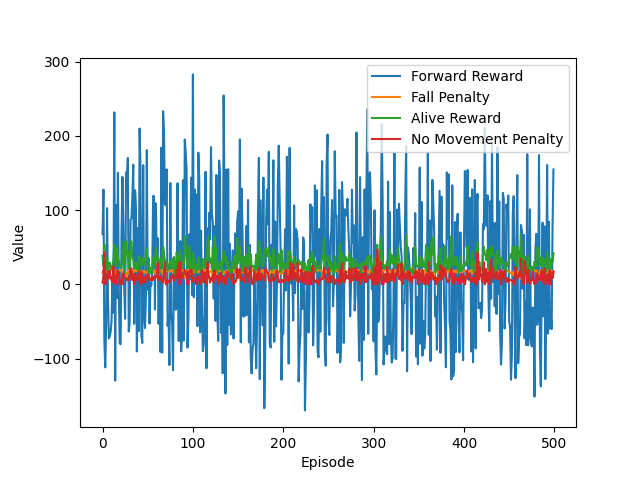 300
200
100
0
−100
Value
0
100
200
300
400
500
Episode
Forward Reward
Fall Penalty
Alive Reward
No Movement Penalty